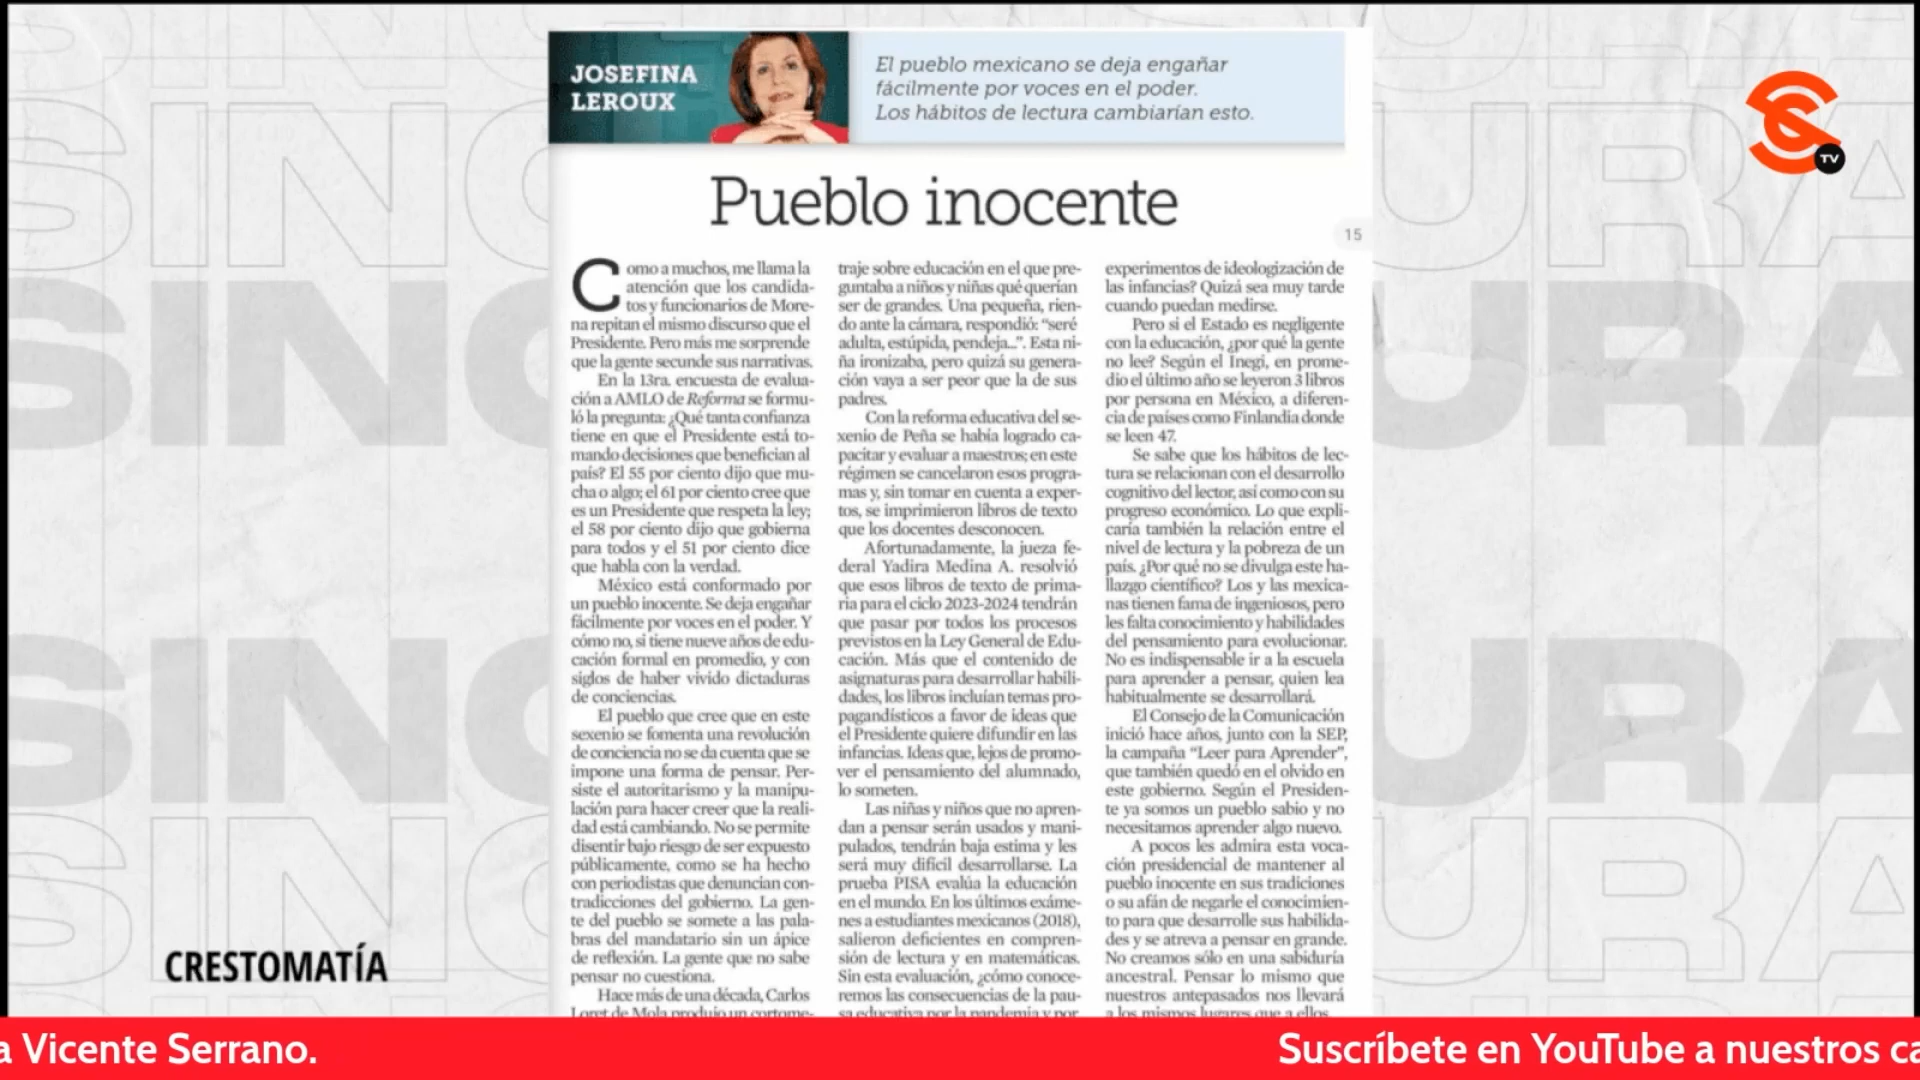 JOSEFINA
LEROUX
El pueblo mexicano se deja engañar
fácilmente por voces en el poder.
Los hábitos de lectura cambiarían esto.
Pueblo inocente
15
Como a muchos, me llama la
atención que los candida-
tos y funcionarios de More-
na repitan el mismo discurso que el
Presidente. Pero más me sorprende
que la gente secunde sus narrativas.
En la 13ra. encuesta de evalua-
ción a AMLO de Reforma se formu-
ló la pregunta: ¿Qué tanta confianza
tiene en que el Presidente está to-
mando decisiones que benefician al
país? El 55 por ciento dijo que mu-
cha o algo; el 61 por ciento cree que
es un Presidente que respeta la ley;
el 58 por ciento dijo que gobierna
para todos y el 51 por ciento dice
que habla con la verdad.
México está conformado por
un pueblo inocente. Se deja engañar
fácilmente por voces en el poder. Y
cómo no, si tiene nueve años de edu-
cación formal en promedio, y con
siglos de haber vivido dictaduras
de conciencias.
El pueblo que cree que en este
sexenio se fomenta una revolución
de conciencia no se da cuenta que se
impone una forma de pensar. Per-
siste el autoritarismo y la manipu-
lación para hacer creer que la reali-
dad está cambiando. No se permite
disentir bajo riesgo de ser expuesto
públicamente, como se ha hecho
con periodistas que denuncian con-
tradicciones del gobierno. La gen-
te del pueblo se somete a las pala-
bras del mandatario sin un ápice
de reflexión. La gente que no sabe
pensar no cuestiona.
Hace más de una década, Carlos
Loret de Mola produjo un cortome-
traje sobre educación en el que pre-
guntaba a niños y niñas qué querían
ser de grandes. Una pequeña, rien-
do ante la cámara, respondió: “seré
adulta, estúpida, pendeja...”. Esta ni-
ña ironizaba, pero quizá su genera-
ción vaya a ser peor que la de sus
padres.
Con la reforma educativa del se-
xenio de Peña se había logrado ca-
pacitar y evaluar a maestros; en este
régimen se cancelaron esos progra-
mas y, sin tomar en cuenta a exper-
tos, se imprimieron libros de texto
que los docentes desconocen.
Afortunadamente, la jueza fe-
deral Yadira Medina A. resolvió
que esos libros de texto de prima-
ria para el ciclo 2023-2024 tendrán
que pasar por todos los procesos
previstos en la Ley General de Edu-
cación. Más que el contenido de
asignaturas para desarrollar habili-
dades, los libros incluían temas pro-
pagandísticos a favor de ideas que
el Presidente quiere difundir en las
infancias. Ideas que, lejos de promo-
ver el pensamiento del alumnado,
lo someten.
Las niñas y niños que no apren-
dan a pensar serán usados y mani-
pulados, tendrán baja estima y les
será muy difícil desarrollarse. La
prueba PISA evalúa la educación
en el mundo. En los últimos exáme-
nes a estudiantes mexicanos (2018),
salieron deficientes en compren-
sión de lectura y en matemáticas.
Sin esta evaluación, ¿cómo conoce-
remos las consecuencias de la pau-
sa educativa por la pandemia y por
experimentos de ideologización de
las infancias? Quizá sea muy tarde
cuando puedan medirse.
Pero si el Estado es negligente
con la educación, ¿por qué la gente
no lee? Según el Inegi, en prome-
dio el último año se leyeron 3 libros
por persona en México, a diferen-
cia de países como Finlandia donde
se leen 47.
Se sabe que los hábitos de lec-
tura se relacionan con el desarrollo
cognitivo del lector, así como con su
progreso económico. Lo que expli-
caría también la relación entre el
nivel de lectura y la pobreza de un
país. ¿Por qué no se divulga este ha-
llazgo científico? Los y las mexica-
nas tienen fama de ingeniosos, pero
les falta conocimiento y habilidades
del pensamiento para evolucionar.
No es indispensable ir a la escuela
para aprender a pensar, quien lea
habitualmente se desarrollará.
El Consejo de la Comunicación
inició hace años, junto con la SEP,
la campaña “Leer para Aprender”,
que también quedó en el olvido en
este gobierno. Según el Presiden-
te ya somos un pueblo sabio y no
necesitamos aprender algo nuevo.
A pocos les admira esta voca-
ción presidencial de mantener al
pueblo inocente en sus tradiciones
o su afán de negarle el conocimien-
to para que desarrolle sus habilida-
des y se atreva a pensar en grande.
No creamos sólo en una sabiduría
ancestral. Pensar lo mismo que
nuestros antepasados nos llevará
a los mismos lugares que a ellos.
TV
CRESTOMATÍA
a Vicente Serrano.
Suscríbete en YouTube a nuestros ca